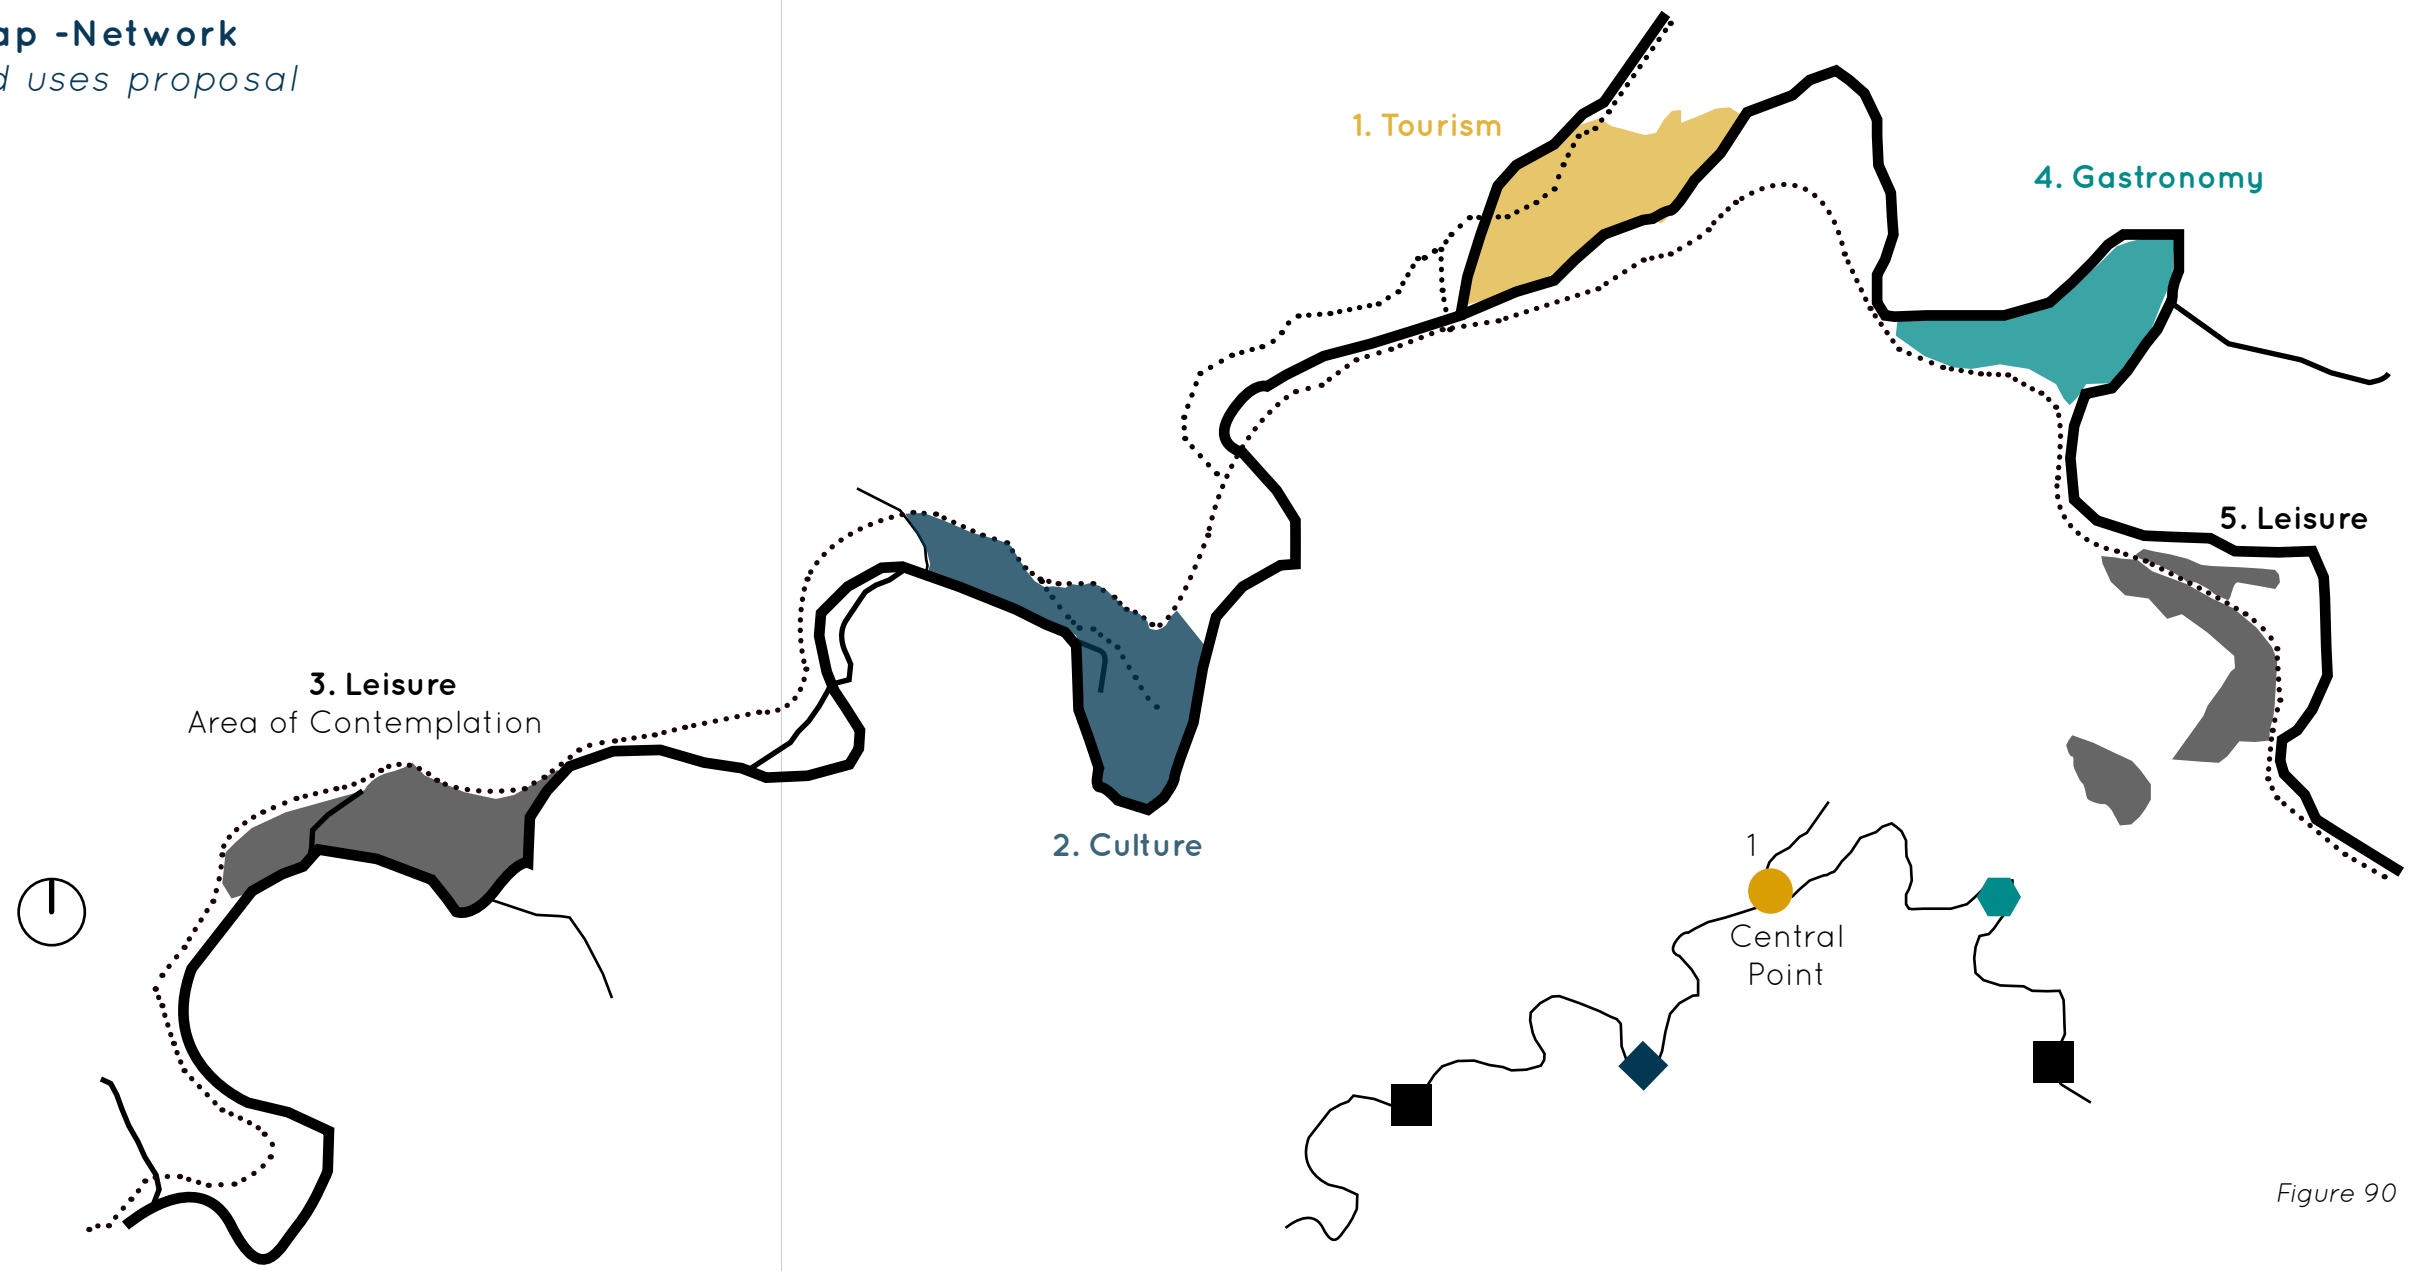 -Network
uses proposal
1. Tourism
4. Gastronomy
5. Leisure
3. Leisure
Area of Contemplation
2. Culture
1
Central
Point
Figure 90